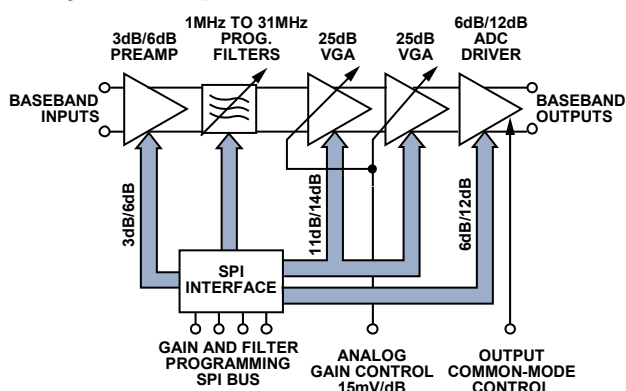 3dB/6dB
PREAMP
1MHz TO 31MHz
PROG.
FILTERS
25dB
VGA
25dB
VGA
6dB/12dB
ADC
DRIVER
BASEBAND
INPUTS
BASEBAND
OUTPUTS
3dB/6dB
11dB/14dB
6dB/12dB
SPI
INTERFACE
GAIN AND FILTER
PROGRAMMING
SPI BUS
ANALOG
GAIN CONTROL
15mV/dB
OUTPUT
COMMON-MODE
CONTROL